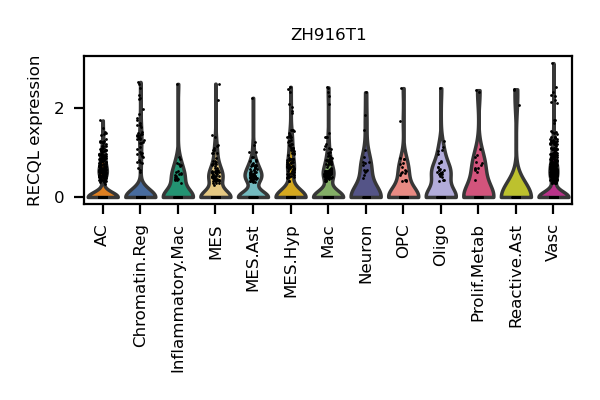 ZH916T1
RECQL expression
2
0
AC
Chromatin.Reg
Inflammatory.Mac
MES
MES.Ast
MES.Hyp
Mac
Neuron
OPC
Oligo
Prolif.Metab
Reactive.Ast
Vasc